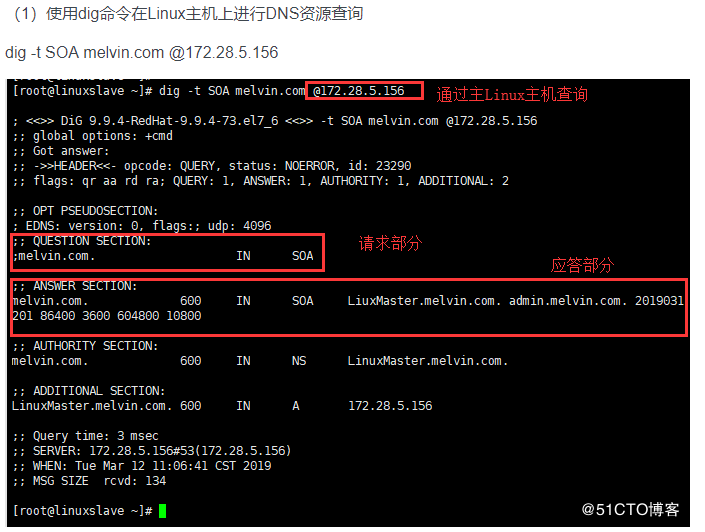 （1）使用dig命令在Linux主机上进行DNS资源查询
dig -t SOA melvin.com @172.28.5.156
[root@linuxslave ~]#
[root@linuxslave ~]# dig -t SOA melvin.com @172.28.5.156
通过主Linux主机查询
; <<>> DiG 9.9.4-RedHat-9.9.4-73.el7_6 <<>> -t SOA melvin.com @172.28.5.156
;; global options: +cmd
;; Got answer:
;; ->>HEADER<<- opcode: QUERY, status: NOERROR, id: 23290
;; flags: qr aa rd ra; QUERY: 1, ANSWER: 1, AUTHORITY: 1, ADDITIONAL: 2
;; OPT PSEUDOSECTION:
; EDNS: version: 0, flags:; udp: 4096
;; QUESTION SECTION:
请求部分
;melvin.com. IN SOA
应答部分
;; ANSWER SECTION:
melvin.com. 600 IN SOA LiuxMaster.melvin.com. admin.melvin.com. 2019031
201 86400 3600 604800 10800
;; AUTHORITY SECTION:
melvin.com. 600 IN NS LinuxMaster.melvin.com.
;; ADDITIONAL SECTION:
LinuxMaster.melvin.com. 600 IN A 172.28.5.156
;; Query time: 3 msec
;; SERVER: 172.28.5.156#53(172.28.5.156)
;; WHEN: Tue Mar 12 11:06:41 CST 2019
;; MSG SIZE rcvd: 134
[root@linuxslave ~]#
@51CTO博客